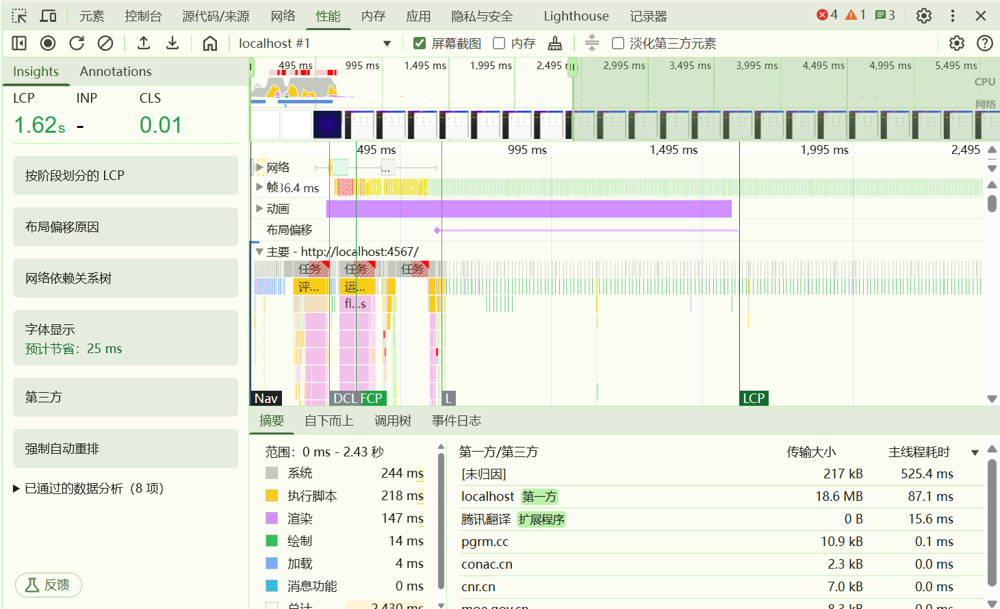 元素 控制台 源代码/来源 网络 性能 内存 应用 隐私与安全 Lighthouse 记录器 4 1 3
localhost #1 屏幕截图 内存 淡化第三方元素
Insights Annotations
LCP INP CLS
1.62s - 0.01
按阶段划分的 LCP
布局偏移原因
网络依赖关系树
字体显示
预计节省：25 ms
第三方
强制自动重排
已通过的数据分析（8 项）
反馈
495 ms 995 ms 1,495 ms 1,995 ms 2,495 2,995 ms 3,495 ms 3,995 ms 4,495 ms 4,995 ms 5,495 ms
CPU
网络
495 ms 995 ms 1,495 ms 1,995 ms 2,495
网络 ...
帧 36.4 ms
动画
布局偏移
主要 - http://localhost:4567/
任务 任务 任务
评... 运...
fl...s
Nav DCL FCP L LCP
摘要 自下而上 调用树 事件日志
范围：0 ms - 2.43 秒
系统 244 ms
执行脚本 218 ms
渲染 147 ms
绘制 14 ms
加载 4 ms
消息功能 0 ms
总计 2,430 ms
第一方/第三方 传输大小 主线程耗时
[未归因] 217 kB 525.4 ms
localhost 第一方 18.6 MB 87.1 ms
腾讯翻译 扩展程序 0 B 15.6 ms
pgrm.cc 10.9 kB 0.1 ms
conac.cn 2.3 kB 0.0 ms
cnr.cn 7.0 kB 0.0 ms
moe.gov.cn 8.3 kB 0.0 ms